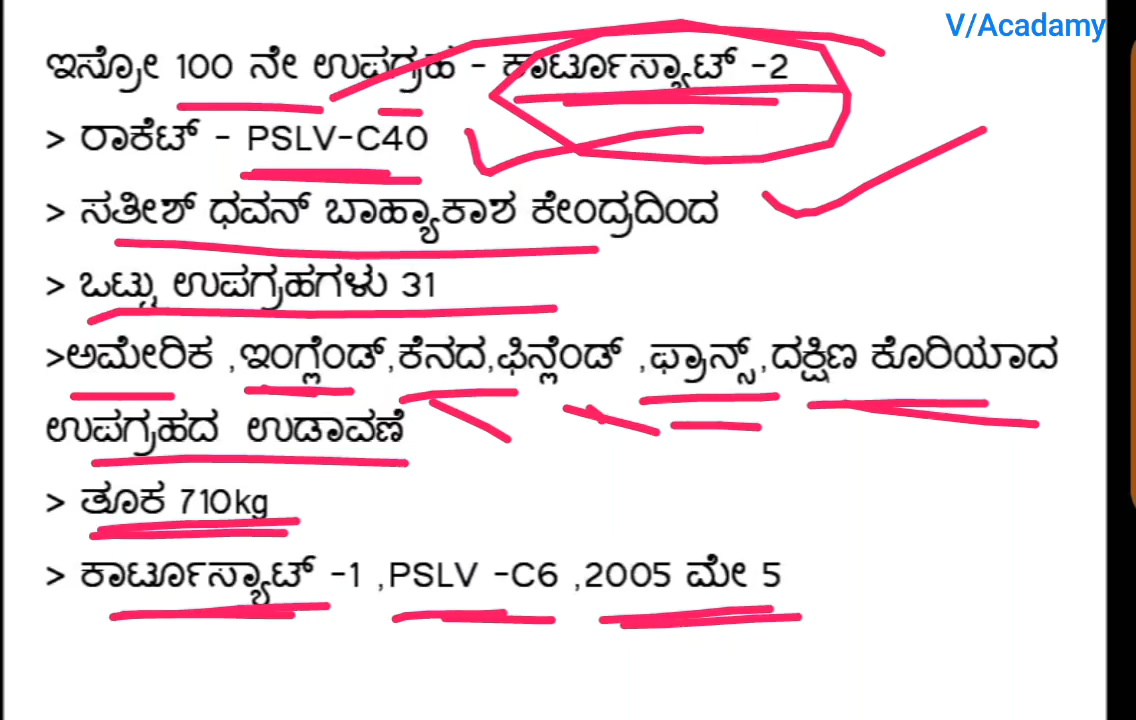 V/Acadamy
ಇಸ್ರೋ 100 ನೇ ಉಪಗ್ರಹ - ಕಾರ್ಟೂಸ್ಯಾಟ್ -2
> ರಾಕೆಟ್ - PSLV-C40
> ಸತೀಶ್ ಧವನ್ ಬಾಹ್ಯಾಕಾಶ ಕೇಂದ್ರದಿಂದ
> ಒಟ್ಟು ಉಪಗ್ರಹಗಳು 31
>ಅಮೇರಿಕ ,ಇಂಗ್ಲೆಂಡ್,ಕೆನದ,ಫಿನ್ಲೆಂಡ್ ,ಫ್ರಾನ್ಸ್,ದಕ್ಷಿಣ ಕೊರಿಯಾದ
ಉಪಗ್ರಹದ ಉಡಾವಣೆ
> ತೂಕ 710kg
> ಕಾರ್ಟೂಸ್ಯಾಟ್ -1 ,PSLV -C6 ,2005 ಮೇ 5